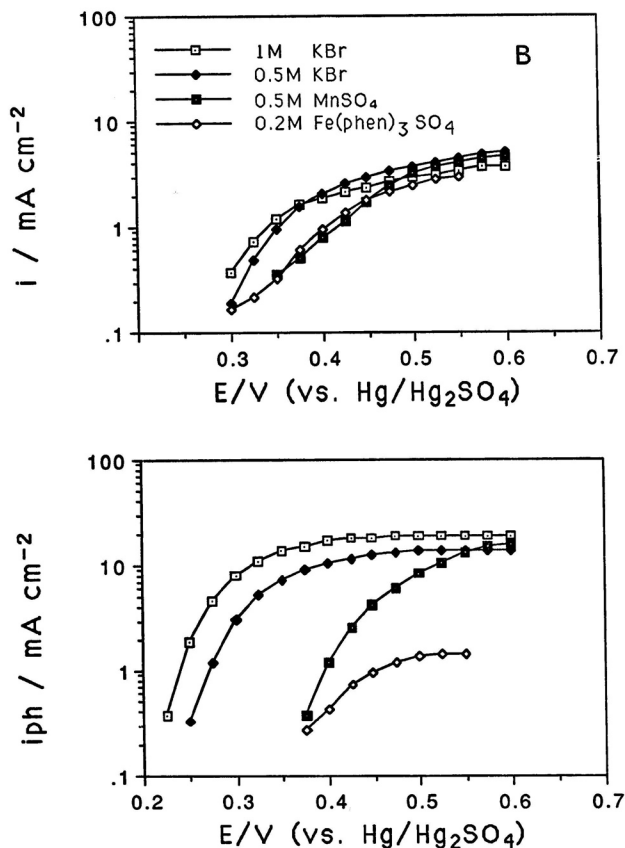 100
1M KBr
0.5M KBr
0.5M MnSO₄
0.2M Fe(phen)₃ SO₄
B
10
1
.1
i / mA cm⁻²
0.3 0.4 0.5 0.6 0.7
E/V (vs. Hg/Hg₂SO₄)
100
10
1
.1
iph / mA cm⁻²
0.2 0.3 0.4 0.5 0.6 0.7
E/V (vs. Hg/Hg₂SO₄)